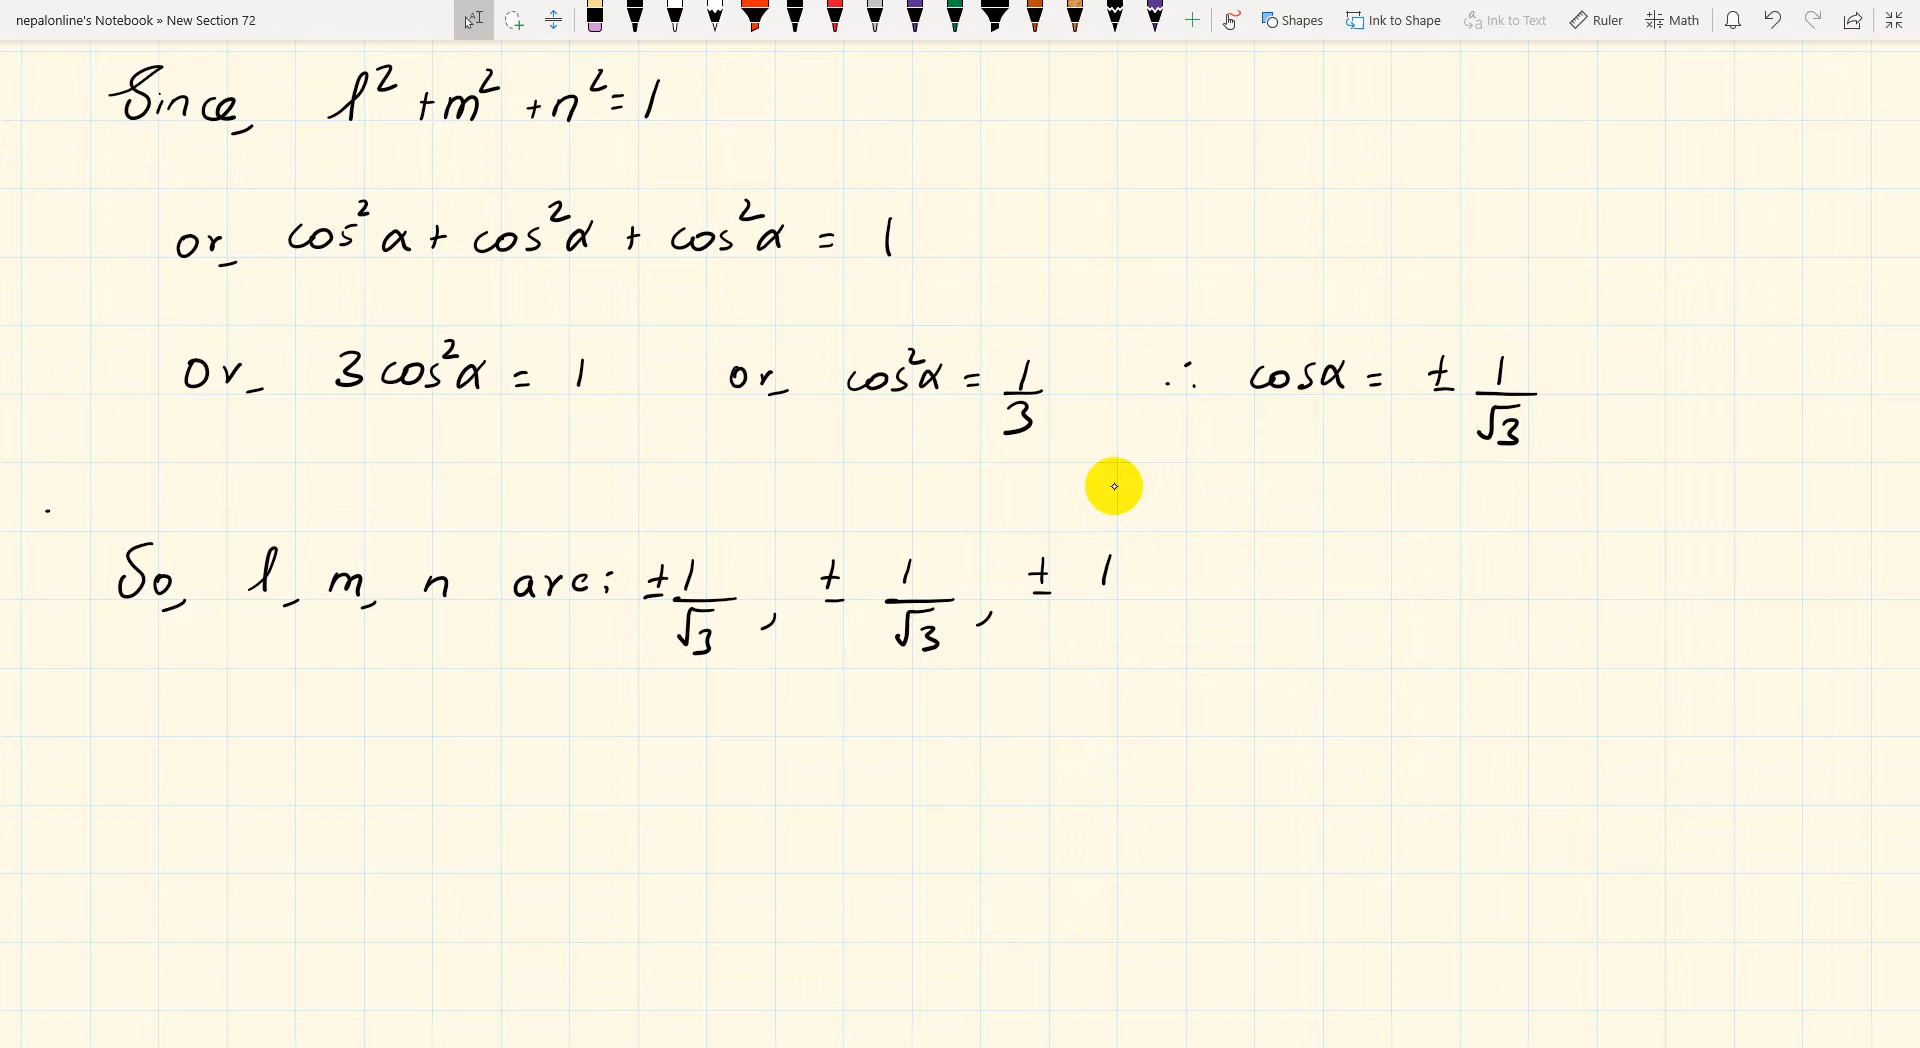 nepalonline's Notebook » New Section 72
Shapes Ink to Shape Ink to Text Ruler Math
Since, l² + m² + n² = 1
or, cos²α + cos²α + cos²α = 1
or, 3 cos²α = 1 or, cos²α = 1/3 ∴ cosα = ± 1/√3
So, l, m, n are: ± 1/√3, ± 1/√3, ± 1